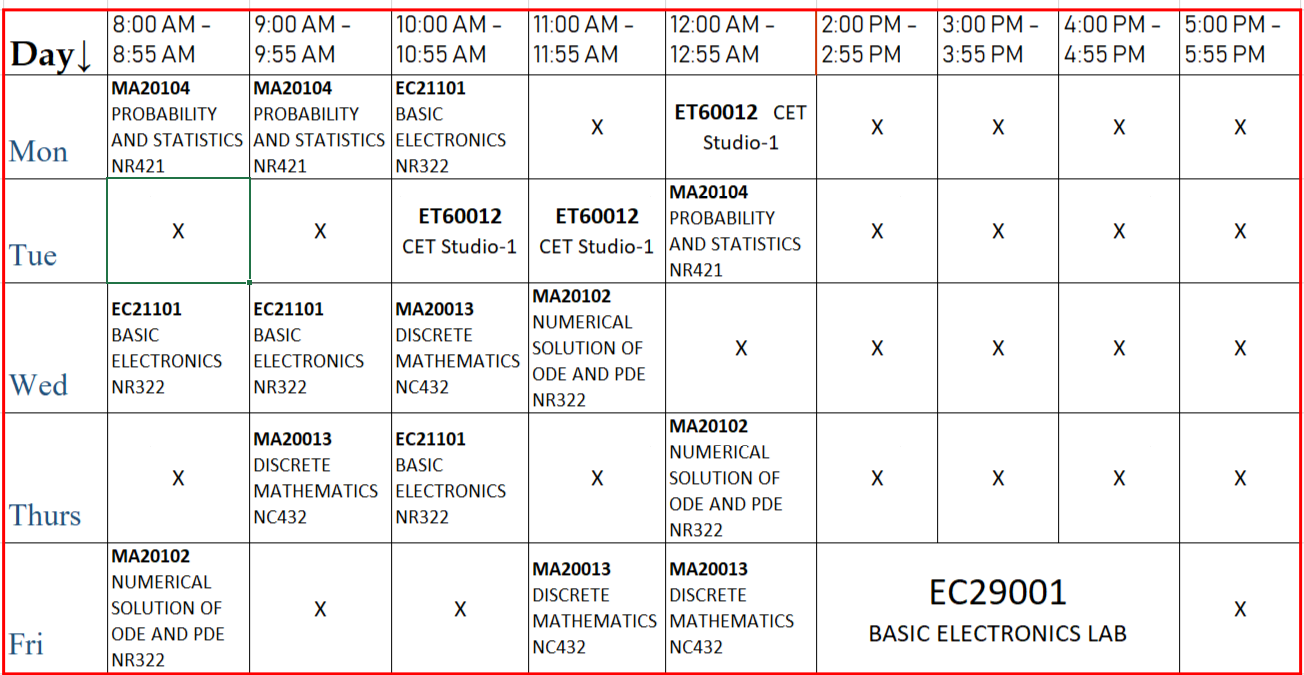 Day↓
8:00 AM –
8:55 AM
9:00 AM –
9:55 AM
10:00 AM –
10:55 AM
11:00 AM –
11:55 AM
12:00 AM –
12:55 AM
2:00 PM –
2:55 PM
3:00 PM –
3:55 PM
4:00 PM –
4:55 PM
5:00 PM –
5:55 PM
Mon
MA20104
PROBABILITY
AND STATISTICS
NR421
MA20104
PROBABILITY
AND STATISTICS
NR421
EC21101
BASIC
ELECTRONICS
NR322
X
ET60012 CET
Studio-1
X
X
X
X
Tue
X
X
ET60012
CET Studio-1
ET60012
CET Studio-1
MA20104
PROBABILITY
AND STATISTICS
NR421
X
X
X
X
Wed
EC21101
BASIC
ELECTRONICS
NR322
EC21101
BASIC
ELECTRONICS
NR322
MA20013
DISCRETE
MATHEMATICS
NC432
MA20102
NUMERICAL
SOLUTION OF
ODE AND PDE
NR322
X
X
X
X
X
Thurs
X
MA20013
DISCRETE
MATHEMATICS
NC432
EC21101
BASIC
ELECTRONICS
NR322
X
MA20102
NUMERICAL
SOLUTION OF
ODE AND PDE
NR322
X
X
X
X
Fri
MA20102
NUMERICAL
SOLUTION OF
ODE AND PDE
NR322
X
X
MA20013
DISCRETE
MATHEMATICS
NC432
MA20013
DISCRETE
MATHEMATICS
NC432
EC29001
BASIC ELECTRONICS LAB
X